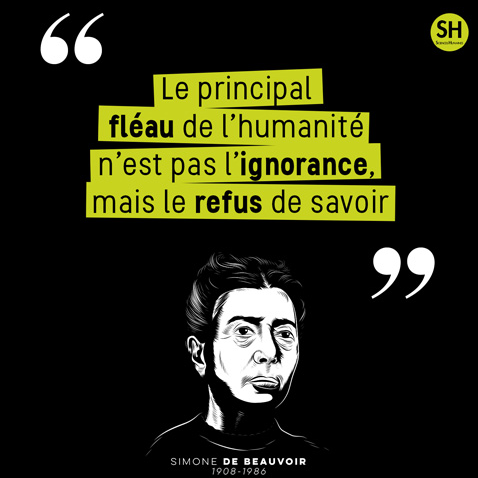 SH
SciencesHumaines
“
Le principal
fléau de l’humanité
n’est pas l’ignorance,
mais le refus de savoir
”
SIMONE DE BEAUVOIR
1908-1986